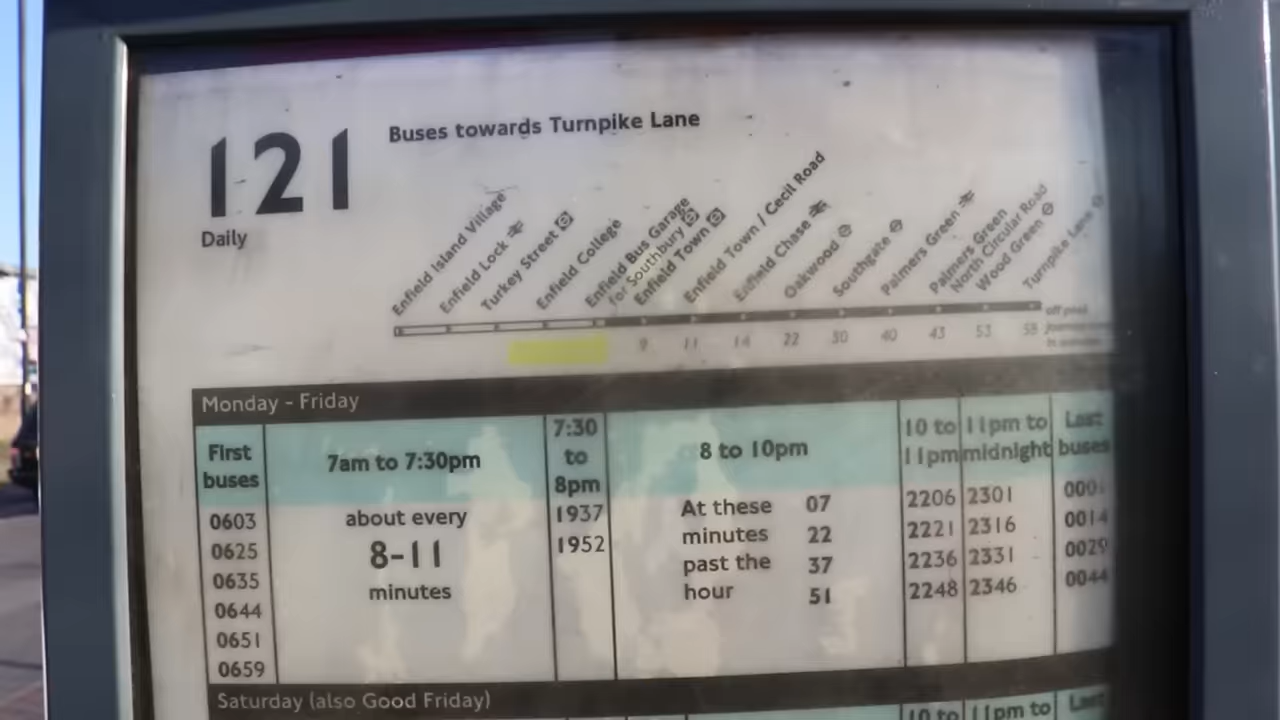 121
Daily
Buses towards Turnpike Lane
Enfield Island Village
Enfield Lock
Turkey Street
Enfield College
Enfield Bus Garage
for Southbury
Enfield Town
Enfield Town / Cecil Road
Enfield Chase
Oakwood
Southgate
Palmers Green
Palmers Green
North Circular Road
Wood Green
Turnpike Lane
off peak
9 11 14 22 30 40 43 53 58
Monday - Friday
First
buses
0603
0625
0635
0644
0651
0659
7am to 7:30pm
about every
8-11
minutes
7:30
to
8pm
1937
1952
8 to 10pm
At these 07
minutes 22
past the 37
hour 51
10 to
11pm
2206
2221
2236
2248
11pm to
midnight
2301
2316
2331
2346
Last
buses
0001
0014
0029
0044
Saturday (also Good Friday)
10 to
11pm to
Last